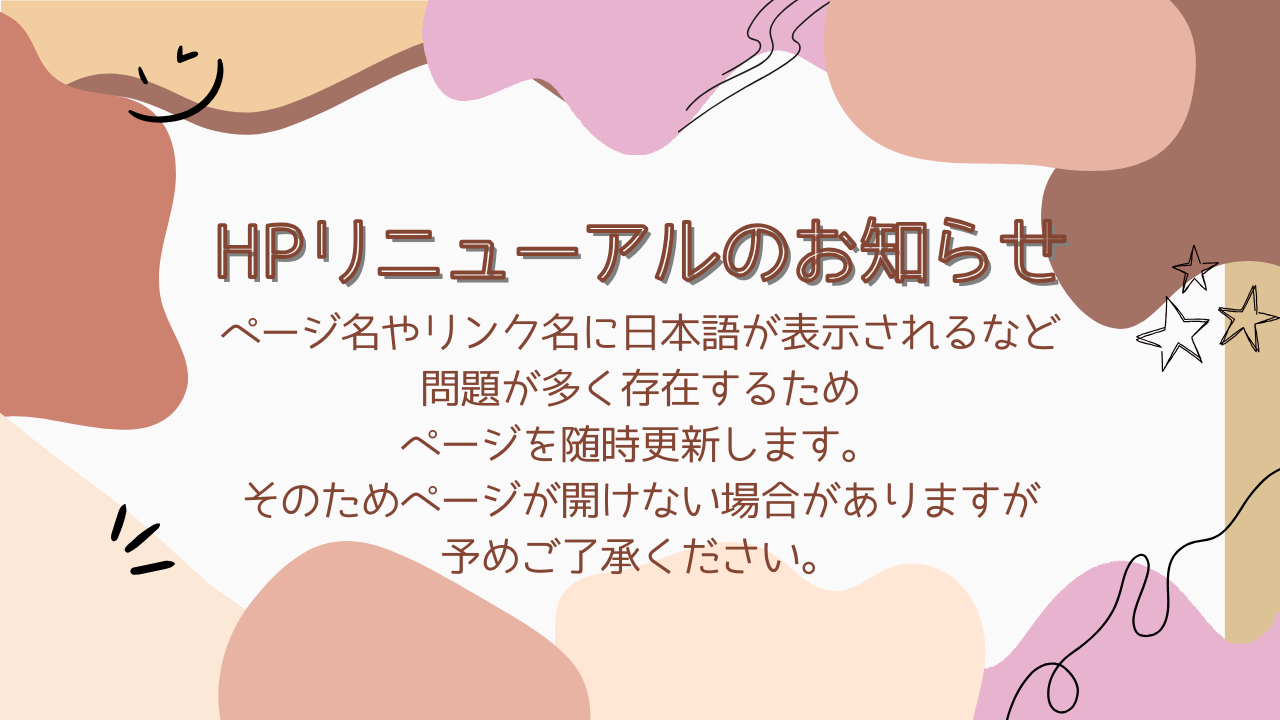 HPリニューアルのお知らせ
ページ名やリンク名に日本語が表示されるなど
問題が多く存在するため
ページを随時更新します。
そのためページが開けない場合がありますが
予めご了承ください。